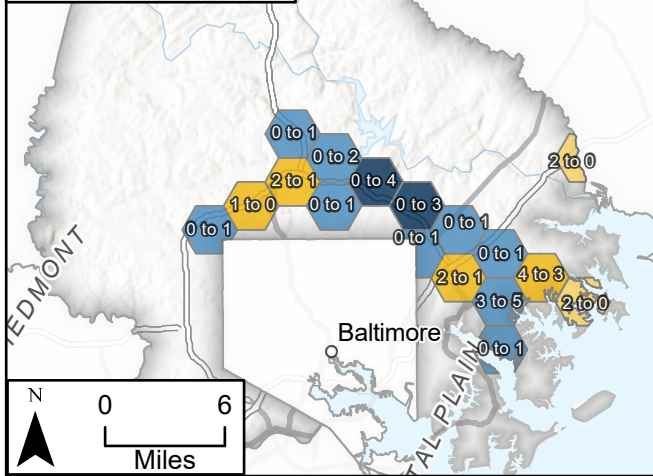 0 to 1
0 to 2
2 to 0
2 to 1
0 to 4
1 to 0
0 to 1
0 to 3
0 to 1
0 to 1
0 to 1
0 to 1
2 to 1
4 to 3
3 to 5
2 to 0
0 to 1
IEDMONT
Baltimore
TAL PLAIN
N
0 6
Miles